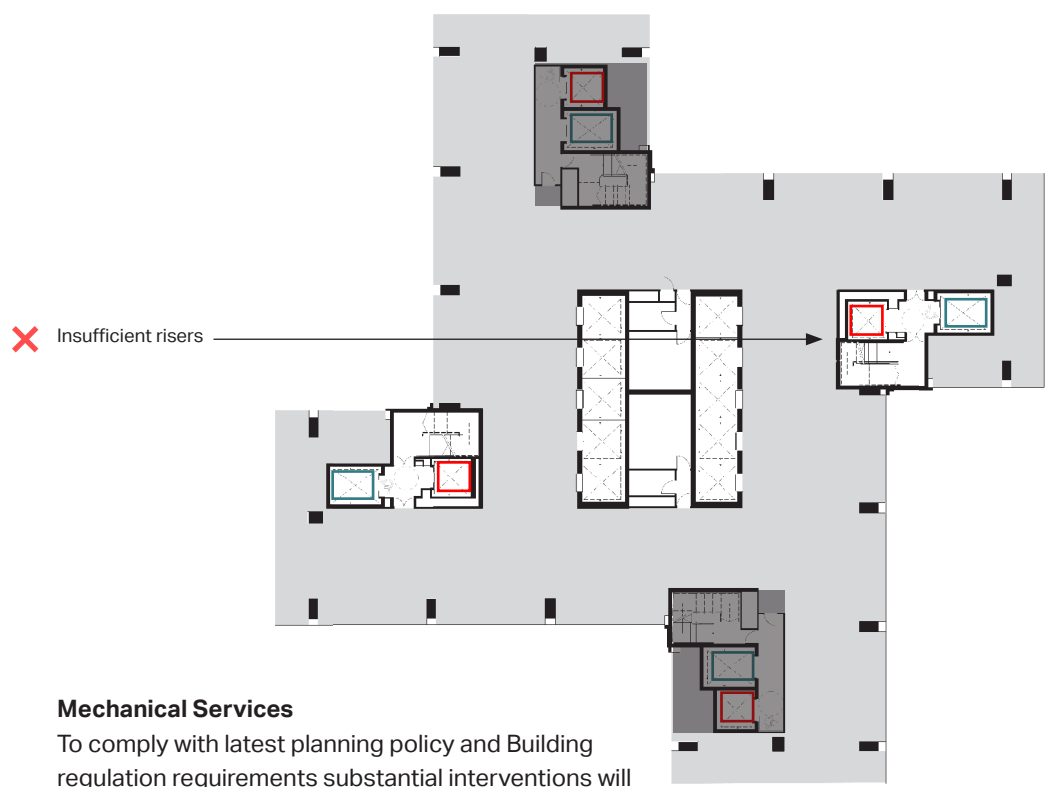 Insufficient risers
Mechanical Services
To comply with latest planning policy and Building
regulation requirements substantial interventions will